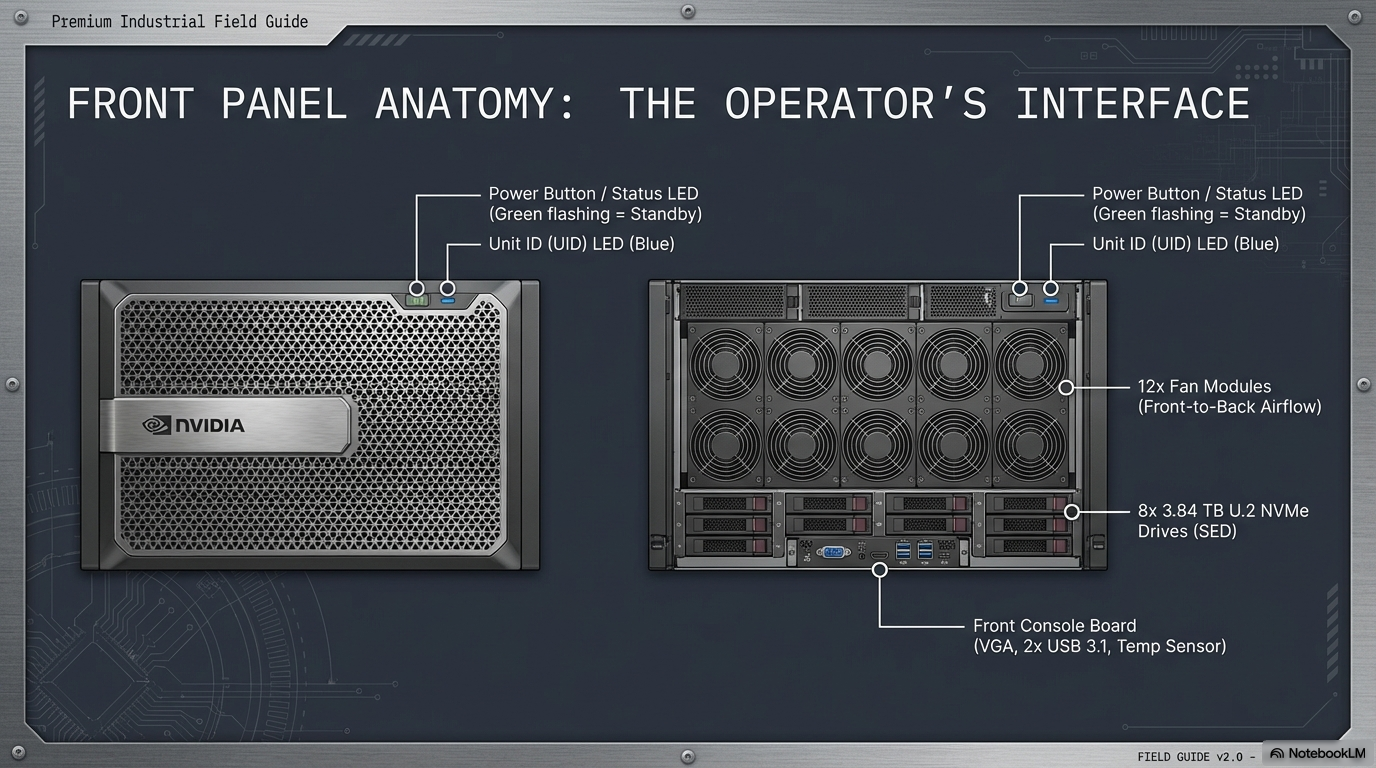 Premium Industrial Field Guide
FRONT PANEL ANATOMY: THE OPERATOR'S INTERFACE
Power Button / Status LED
(Green flashing = Standby)
Unit ID (UID) LED (Blue)
NVIDIA
Power Button / Status LED
(Green flashing = Standby)
Unit ID (UID) LED (Blue)
12x Fan Modules
(Front-to-Back Airflow)
8x 3.84 TB U.2 NVMe
Drives (SED)
Front Console Board
(VGA, 2x USB 3.1, Temp Sensor)
FIELD GUIDE v2.0 -
NotebookLM